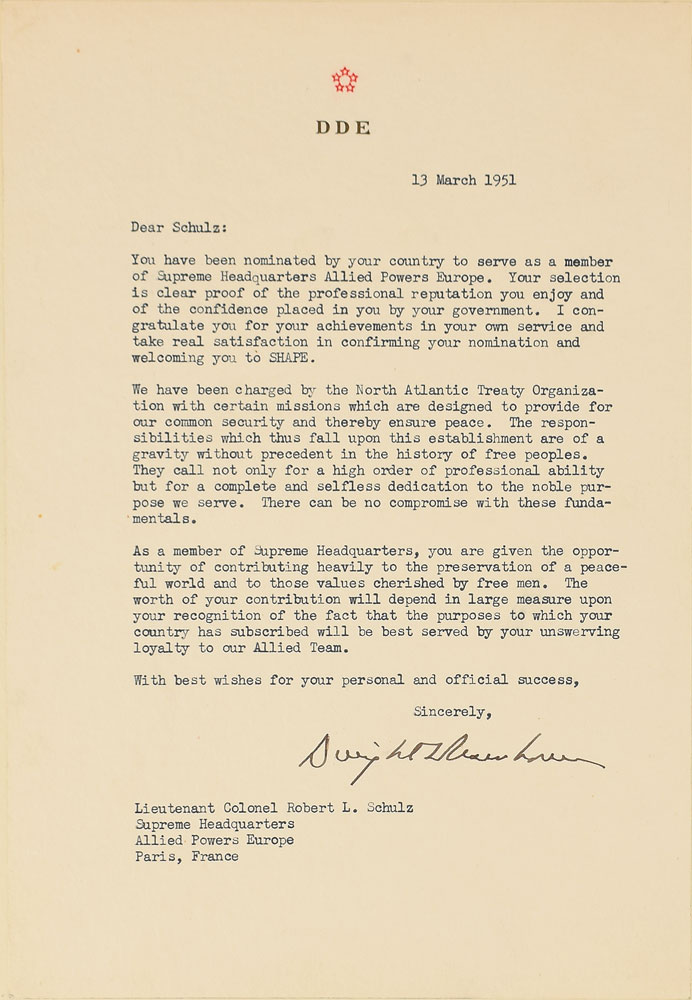 DDE
13 March 1951
Dear Schulz:
You have been nominated by your country to serve as a member
of Supreme Headquarters Allied Powers Europe. Your selection
is clear proof of the professional reputation you enjoy and
of the confidence placed in you by your government. I con-
gratulate you for your achievements in your own service and
take real satisfaction in confirming your nomination and
welcoming you to SHAPE.
We have been charged by the North Atlantic Treaty Organiza-
tion with certain missions which are designed to provide for
our common security and thereby ensure peace. The respon-
sibilities which thus fall upon this establishment are of a
gravity without precedent in the history of free peoples.
They call not only for a high order of professional ability
but for a complete and selfless dedication to the noble pur-
pose we serve. There can be no compromise with these funda-
mentals.
As a member of Supreme Headquarters, you are given the oppor-
tunity of contributing heavily to the preservation of a peace-
ful world and to those values cherished by free men. The
worth of your contribution will depend in large measure upon
your recognition of the fact that the purposes to which your
country has subscribed will be best served by your unswerving
loyalty to our Allied Team.
With best wishes for your personal and official success,
Sincerely,
Dwight D Eisenhower
Lieutenant Colonel Robert L. Schulz
Supreme Headquarters
Allied Powers Europe
Paris, France